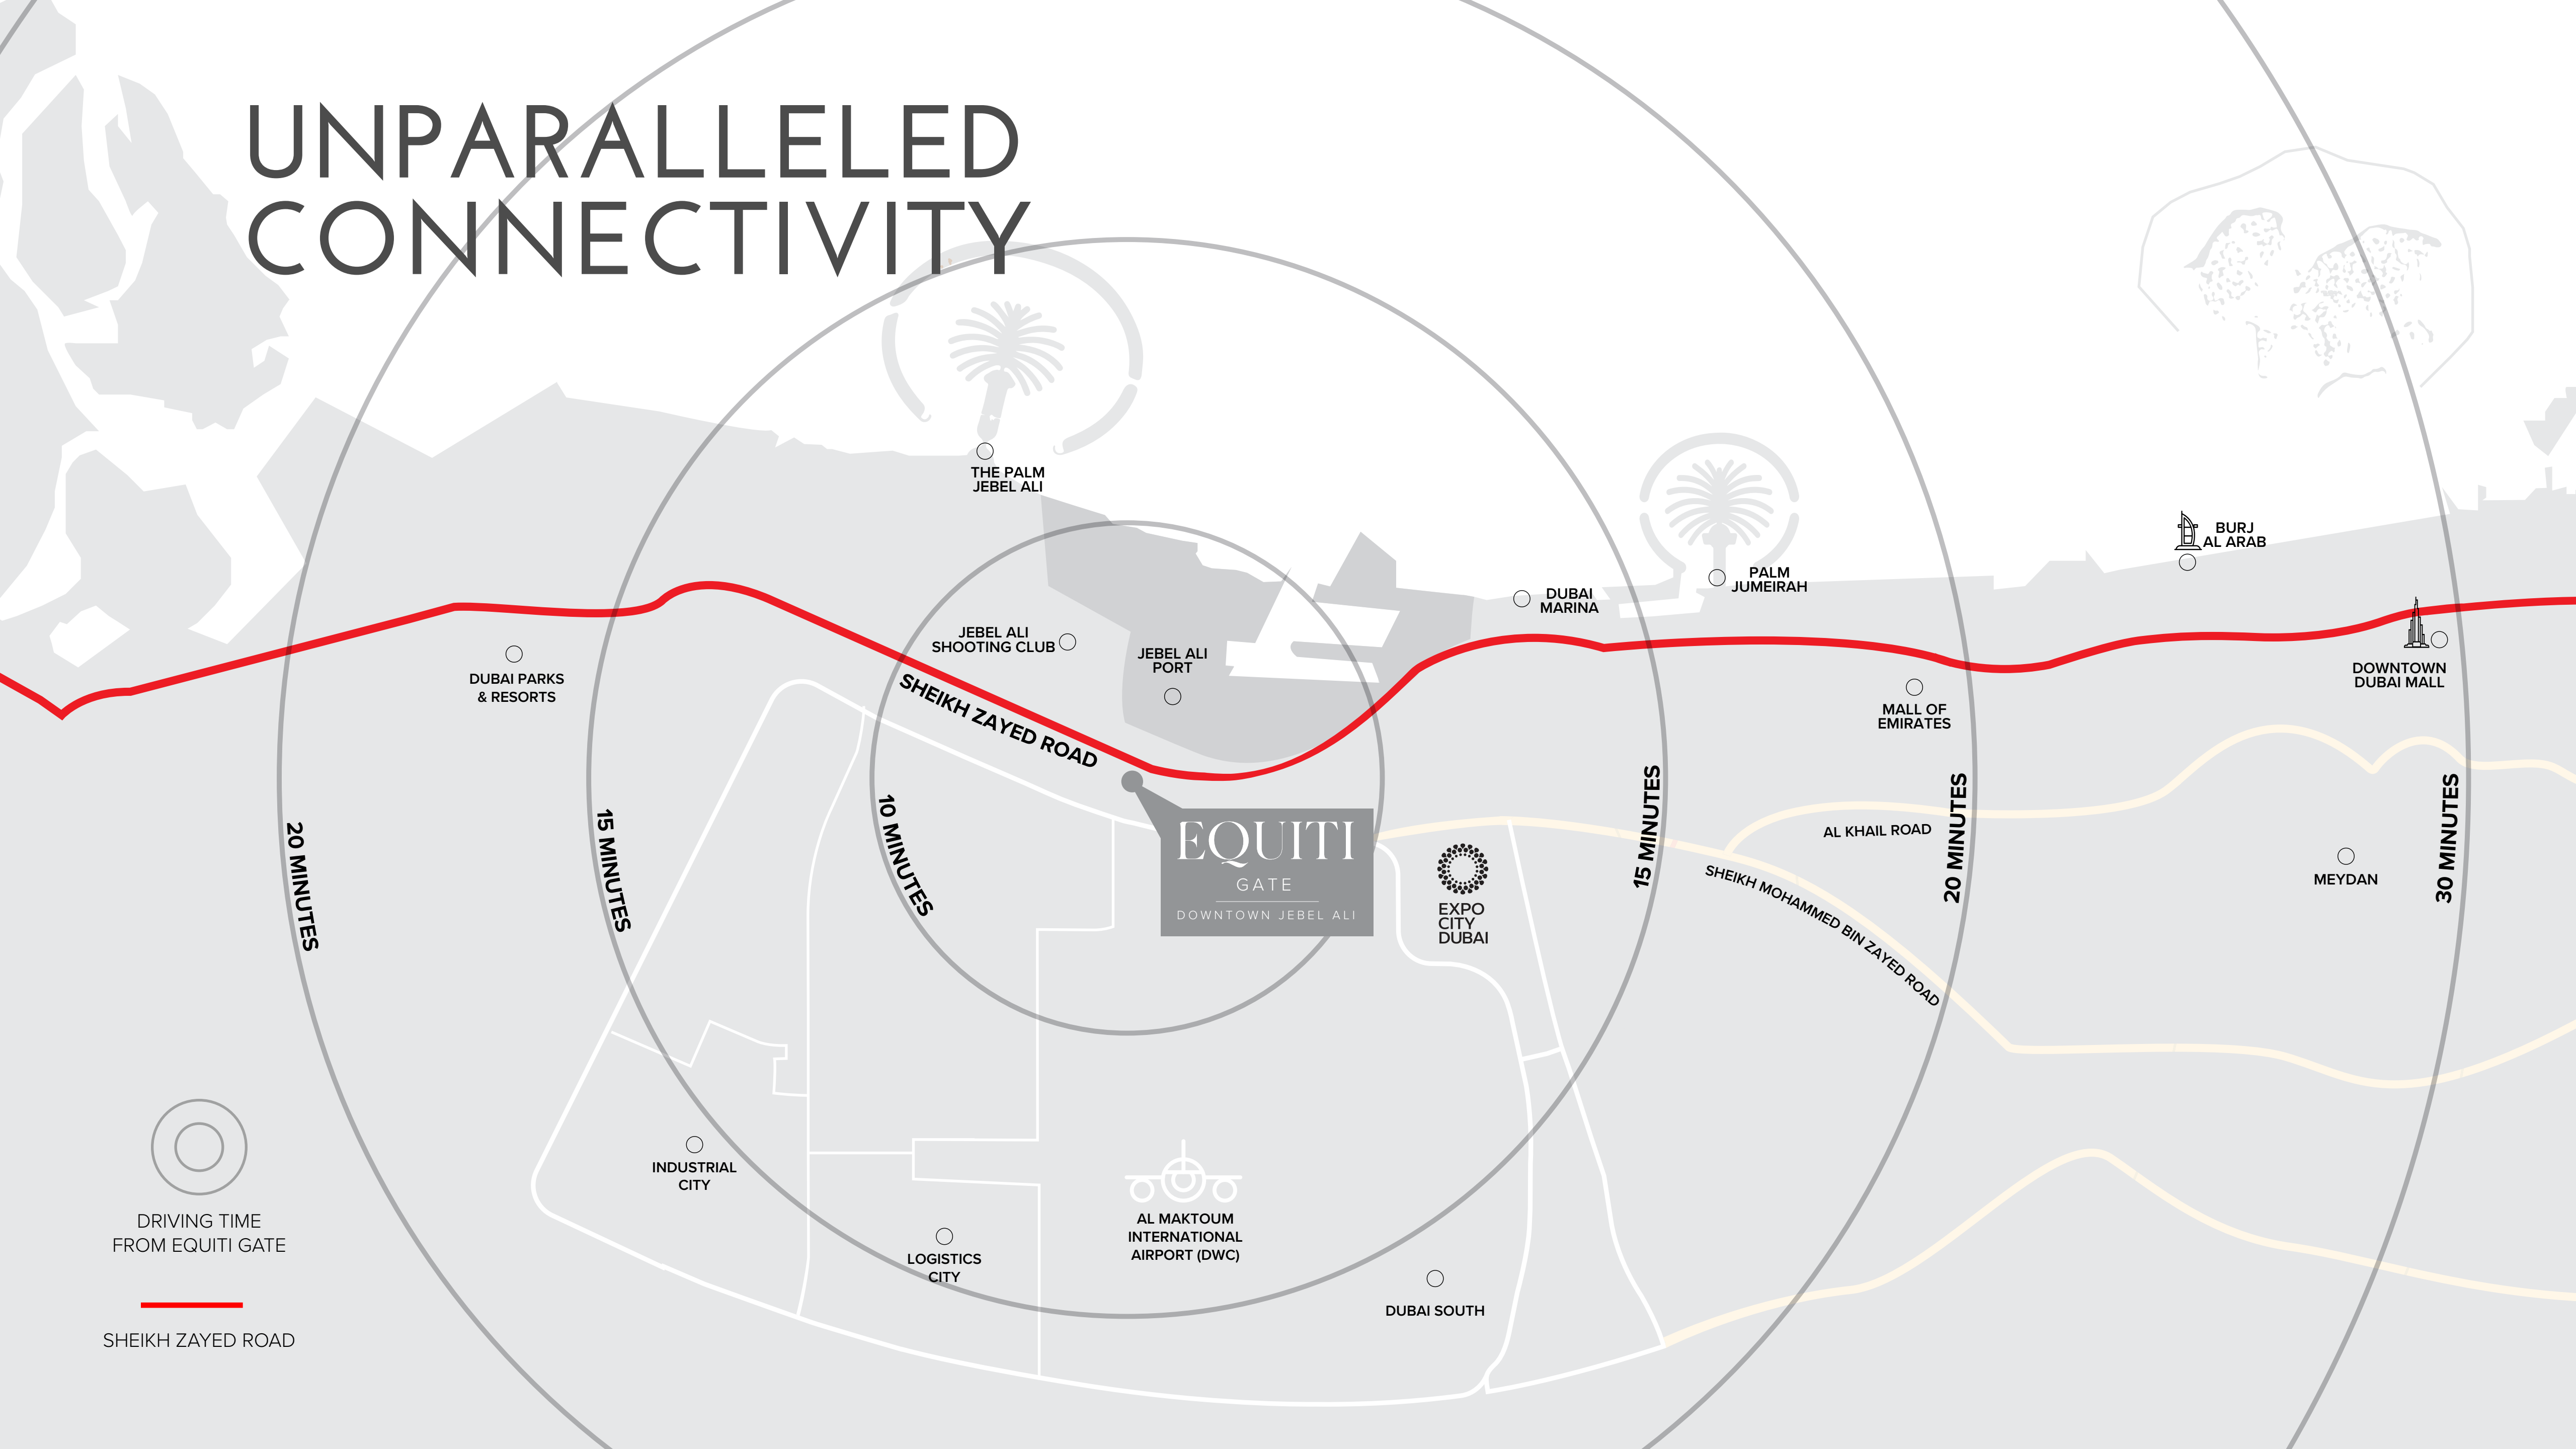 UNPARALLELED
CONNECTIVITY
THE PALM
JEBEL ALI
BURJ
AL ARAB
PALM
JUMEIRAH
DUBAI
MARINA
JEBEL ALI
SHOOTING CLUB
JEBEL ALI
PORT
DUBAI PARKS
& RESORTS
SHEIKH ZAYED ROAD
DOWNTOWN
DUBAI MALL
MALL OF
EMIRATES
20 MINUTES
15 MINUTES
10 MINUTES
EQUITI
GATE
DOWNTOWN JEBEL ALI
EXPO
CITY
DUBAI
15 MINUTES
AL KHAIL ROAD
20 MINUTES
SHEIKH MOHAMMED BIN ZAYED ROAD
MEYDAN
30 MINUTES
INDUSTRIAL
CITY
LOGISTICS
CITY
AL MAKTOUM
INTERNATIONAL
AIRPORT (DWC)
DUBAI SOUTH
DRIVING TIME
FROM EQUITI GATE
SHEIKH ZAYED ROAD